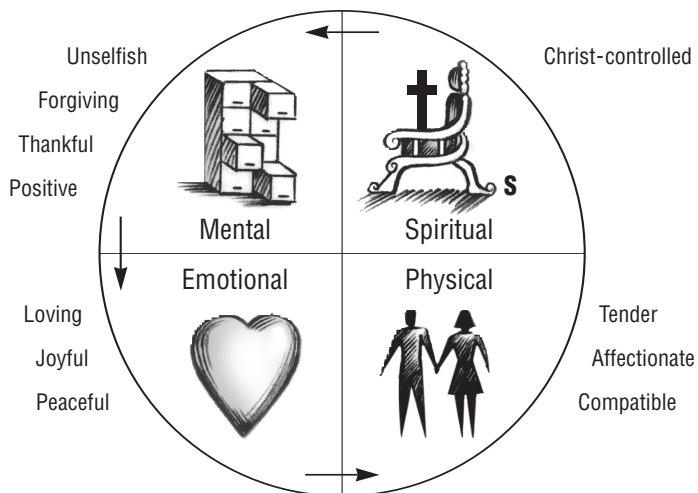 Unselfish
Forgiving
Thankful
Positive
Christ-controlled
S
Mental
Spiritual
Emotional
Physical
Loving
Joyful
Peaceful
Tender
Affectionate
Compatible